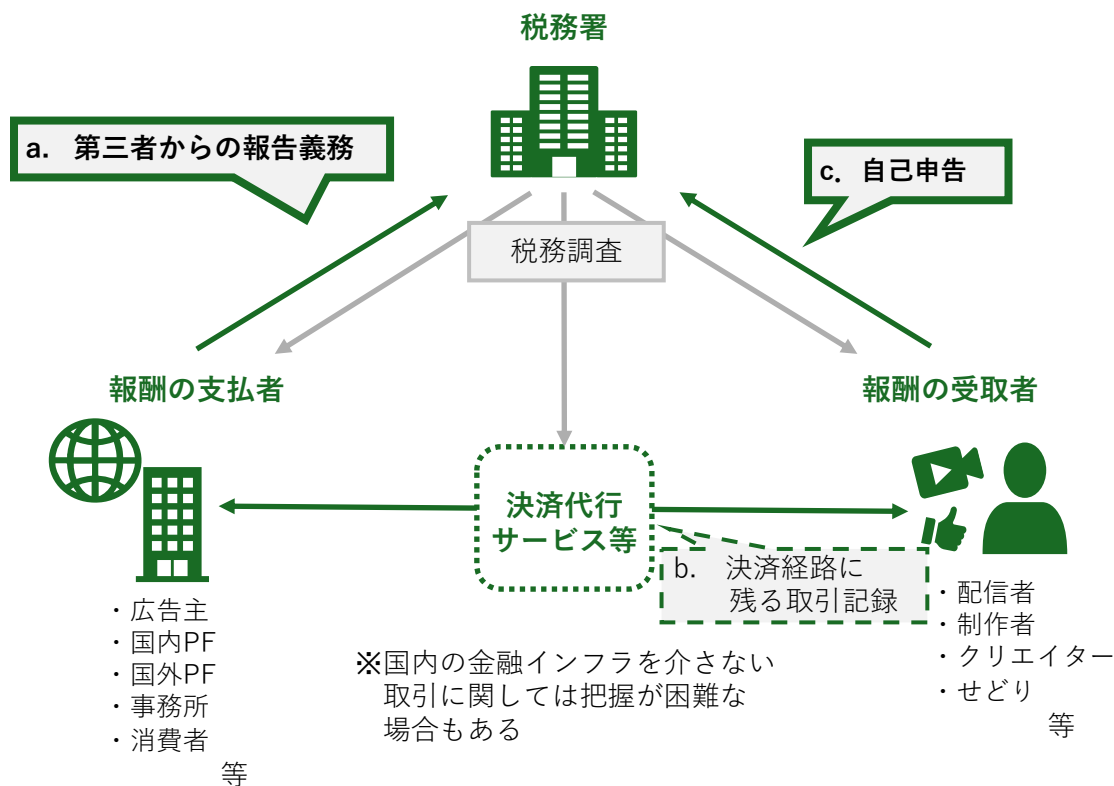 税務署
a. 第三者からの報告義務
c. 自己申告
税務調査
報酬の支払者
報酬の受取者
決済代行
サービス等
b. 決済経路に
残る取引記録
・広告主
・国内PF
・国外PF
・事務所
・消費者
等
※国内の金融インフラを介さない
取引に関しては把握が困難な
場合もある
・配信者
・制作者
・クリエイター
・せどり
等